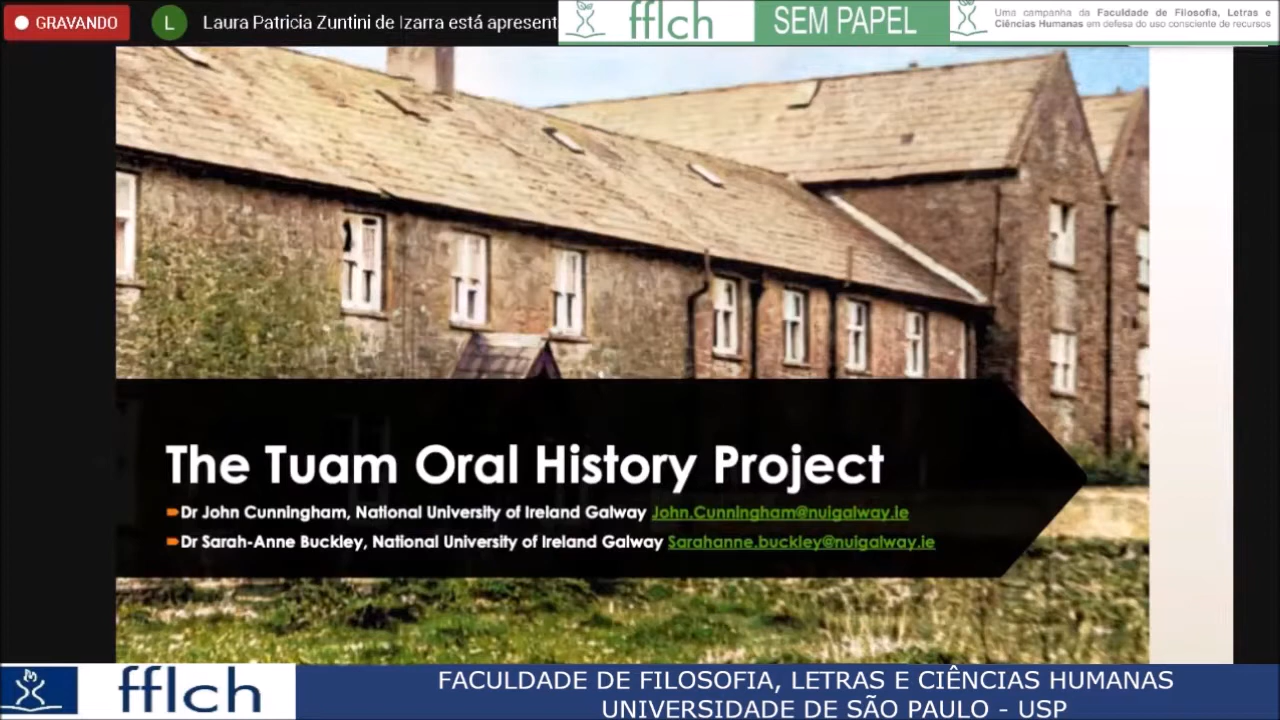 GRAVANDO
L
Laura Patricia Zuntini de Izarra está apresent
fflch
SEM PAPEL
Uma campanha da Faculdade de Filosofia, Letras e
Ciências Humanas em defesa do uso consciente de recursos
The Tuam Oral History Project
Dr John Cunningham, National University of Ireland Galway John.Cunningham@nuigalway.ie
Dr Sarah-Anne Buckley, National University of Ireland Galway Sarahanne.buckley@nuigalway.ie
fflch
FACULDADE DE FILOSOFIA, LETRAS E CIÊNCIAS HUMANAS
UNIVERSIDADE DE SÃO PAULO - USP